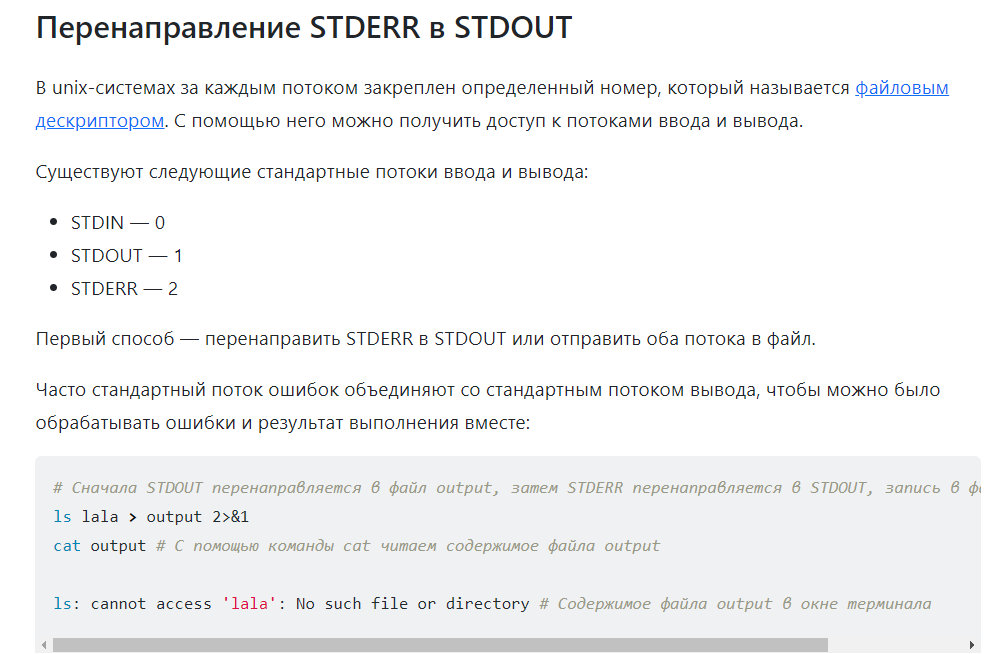 Перенаправление STDERR в STDOUT
В unix-системах за каждым потоком закреплен определенный номер, который называется файловым
дескриптором. С помощью него можно получить доступ к потоками ввода и вывода.
Существуют следующие стандартные потоки ввода и вывода:
• STDIN — 0
• STDOUT — 1
• STDERR — 2
Первый способ — перенаправить STDERR в STDOUT или отправить оба потока в файл.
Часто стандартный поток ошибок объединяют со стандартным потоком вывода, чтобы можно было
обрабатывать ошибки и результат выполнения вместе:
# Сначала STDOUT перенаправляется в файл output, затем STDERR перенаправляется в STDOUT, запись в
ls lala > output 2>&1
cat output # С помощью команды cat читаем содержимое файла output
ls: cannot access 'lala': No such file or directory # Содержимое файла output в окне терминала